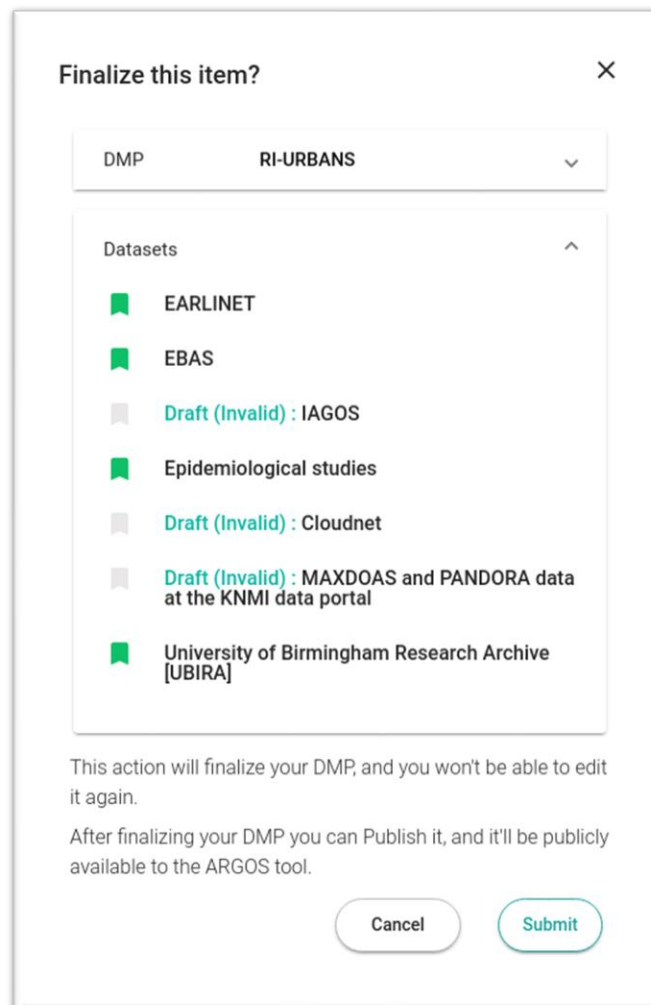 Finalize this item?
DMP RI-URBANS
Datasets
EARLINET
EBAS
Draft (Invalid) : IAGOS
Epidemiological studies
Draft (Invalid) : Cloudnet
Draft (Invalid) : MAXDOAS and PANDORA data
at the KNMI data portal
University of Birmingham Research Archive
[UBIRA]
This action will finalize your DMP, and you won't be able to edit
it again.
After finalizing your DMP you can Publish it, and it'll be publicly
available to the ARGOS tool.
Cancel Submit